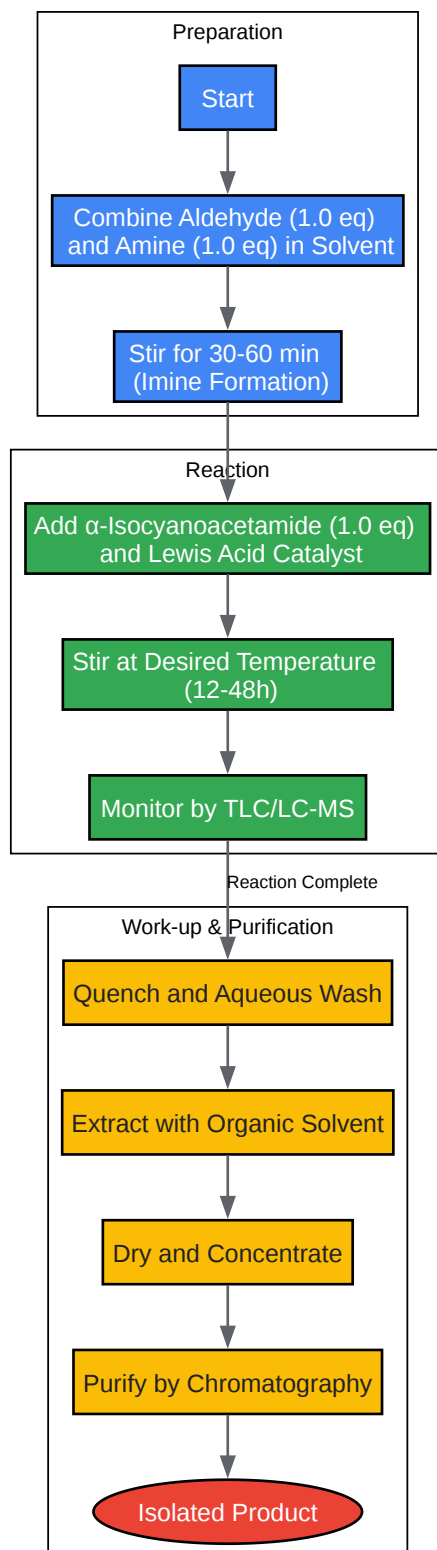 Preparation
Start
Combine Aldehyde (1.0 eq)
and Amine (1.0 eq) in Solvent
Stir for 30-60 min
(Imine Formation)
Reaction
Add α-Isocyanoacetamide (1.0 eq)
and Lewis Acid Catalyst
Stir at Desired Temperature
(12-48h)
Monitor by TLC/LC-MS
Reaction Complete
Work-up & Purification
Quench and Aqueous Wash
Extract with Organic Solvent
Dry and Concentrate
Purify by Chromatography
Isolated Product